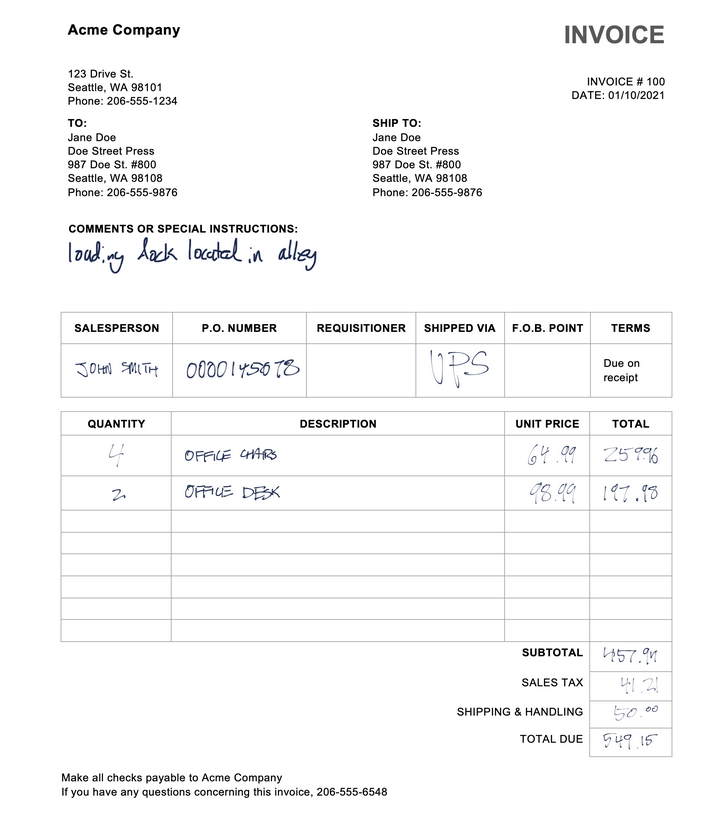 Acme Company
INVOICE
123 Drive St.
Seattle, WA 98101
Phone: 206-555-1234
INVOICE # 100
DATE: 01/10/2021
TO:
Jane Doe
Doe Street Press
987 Doe St. #800
Seattle, WA 98108
Phone: 206-555-9876
SHIP TO:
Jane Doe
Doe Street Press
987 Doe St. #800
Seattle, WA 98108
Phone: 206-555-9876
COMMENTS OR SPECIAL INSTRUCTIONS:
loading dock located in alley
SALESPERSON P.O. NUMBER REQUISITIONER SHIPPED VIA F.O.B. POINT TERMS
JOHN SMITH UPS Due on
receipt
QUANTITY DESCRIPTION UNIT PRICE TOTAL
4 OFFICE CHAIRS 64.99 259.96
2 OFFICE DESK 98.99 197.98
SUBTOTAL 457.94
SALES TAX 41.21
SHIPPING & HANDLING 50.00
TOTAL DUE 549.15
Make all checks payable to Acme Company
If you have any questions concerning this invoice, 206-555-6548